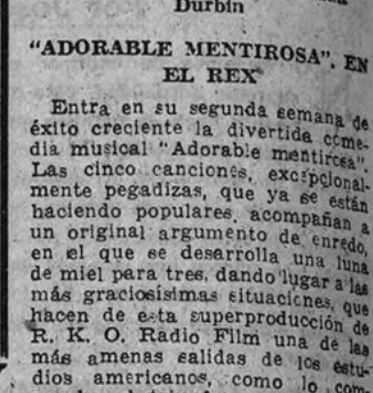 Durbin
"ADORABLE MENTIROSA", EN
EL REX
Entra en su segunda semana de
éxito creciente la divertida come-
dia musical "Adorable mentirosa".
Las cinco canciones, excepcional-
mente pegadizas, que ya se están
haciendo populares, acompañan a
un original argumento de enredo,
en el que se desarrolla una luna
de miel para tres, dando lugar a las
más graciosísimas situaciones, que
hacen de esta superproducción de
R. K. O. Radio Film una de las
más amenas salidas de los estu-
dios americanos, como lo com-